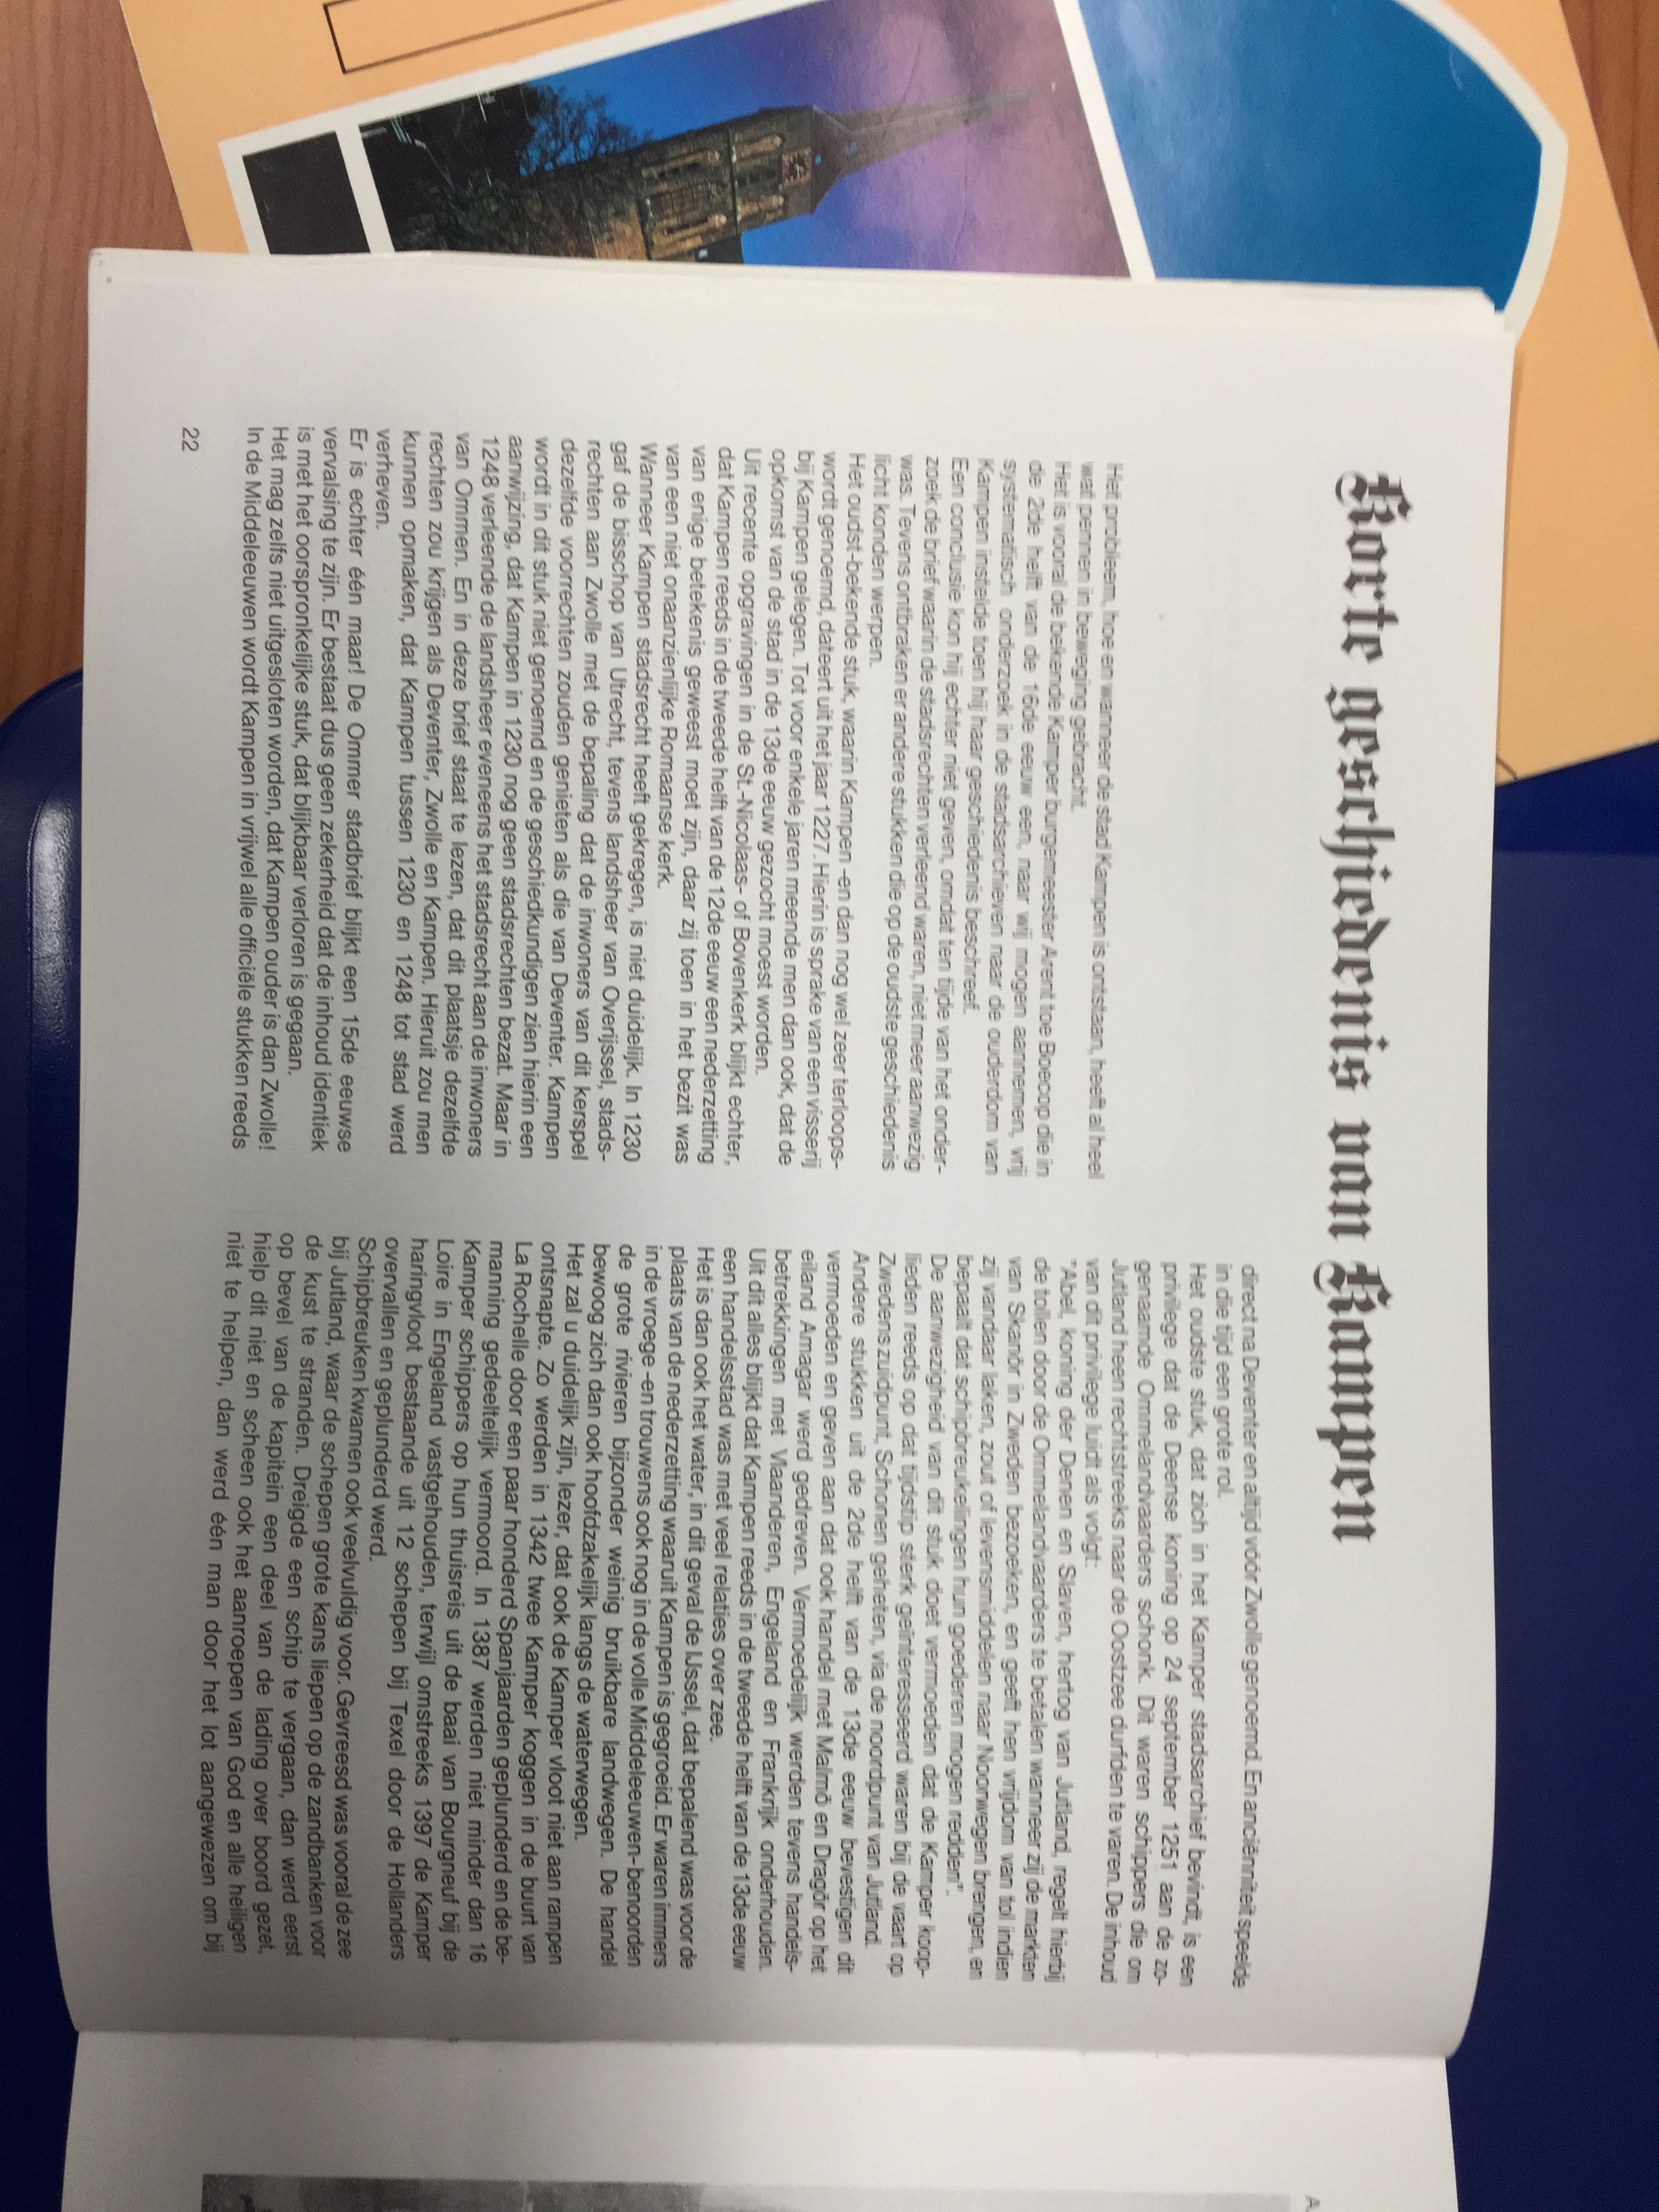 Korte geschiedenis van Kampen
Het probleem, hoe en wanneer de stad Kampen is ontstaan, heeft al heel
wat pennen in beweging gebracht.
Het is vooral de bekende Kamper burgemeester Arent toe Boecop die in
de 2de helft van de 16de eeuw een, naar wij mogen aannemen, vrij
systematisch onderzoek in de stadsarchieven naar de ouderdom van
Kampen instelde toen hij haar geschiedenis beschreef.
Een conclusie kon hij echter niet geven, omdat ten tijde van het onder-
zoek de brief waarin de stadsrechten verleend waren, niet meer aanwezig
was. Tevens ontbraken er andere stukken die op de oudste geschiedenis
licht konden werpen.
Het oudst-bekende stuk, waarin Kampen -en dan nog wel zeer terloops-
wordt genoemd, dateert uit het jaar 1227. Hierin is sprake van een visserij
bij Kampen gelegen. Tot voor enkele jaren meende men dan ook, dat de
opkomst van de stad in de 13de eeuw gezocht moest worden.
Uit recente opgravingen in de St.-Nicolaas- of Bovenkerk blijkt echter,
dat Kampen reeds in de tweede helft van de 12de eeuw een nederzetting
van enige betekenis geweest moet zijn, daar zij toen in het bezit was
van een niet onaanzienlijke Romaanse kerk.
Wanneer Kampen stadsrecht heeft gekregen, is niet duidelijk. In 1230
gaf de bisschop van Utrecht, tevens landsheer van Overijssel, stads-
rechten aan Zwolle met de bepaling dat de inwoners van dit kerspel
dezelfde voorrechten zouden genieten als die van Deventer. Kampen
wordt in dit stuk niet genoemd en de geschiedkundigen zien hierin een
aanwijzing, dat Kampen in 1230 nog geen stadsrechten bezat. Maar in
1248 verleende de landsheer eveneens het stadsrecht aan de inwoners
van Ommen. En in deze brief staat te lezen, dat dit plaatsje dezelfde
rechten zou krijgen als Deventer, Zwolle en Kampen. Hieruit zou men
kunnen opmaken, dat Kampen tussen 1230 en 1248 tot stad werd
verheven.
Er is echter één maar! De Ommer stadbrief blijkt een 15de eeuwse
vervalsing te zijn. Er bestaat dus geen zekerheid dat de inhoud identiek
is met het oorspronkelijke stuk, dat blijkbaar verloren is gegaan.
Het mag zelfs niet uitgesloten worden, dat Kampen ouder is dan Zwolle!
In de Middeleeuwen wordt Kampen in vrijwel alle officiële stukken reeds
direct na Deventer en altijd vóór Zwolle genoemd. En anciënniteit speelde
in die tijd een grote rol.
Het oudste stuk, dat zich in het Kamper stadsarchief bevindt, is een
privilege dat de Deense koning op 24 september 1251 aan de zo-
genaamde Ommelandvaarders schonk. Dit waren schippers die om
Jutland heen rechtstreeks naar de Oostzee durfden te varen. De inhoud
van dit privilege luidt als volgt:
"Abel, koning der Denen en Slaven, hertog van Jutland, regelt hierbij
de tollen door de Ommelandvaarders te betalen wanneer zij de markten
van Skanör in Zweden bezoeken, en geeft hen vrijdom van tol indien
zij vandaar laken, zout of levensmiddelen naar Noorwegen brengen, en
bepaalt dat schipbreukelingen hun goederen mogen redden".
De aanwezigheid van dit stuk doet vermoeden dat de Kamper koop-
lieden reeds op dat tijdstip sterk geïnteresseerd waren bij de vaart op
Zwedens zuidpunt, Schonen geheten, via de noordpunt van Jutland.
Andere stukken uit de 2de helft van de 13de eeuw bevestigen dit
vermoeden en geven aan dat ook handel met Malmö en Dragör op het
eiland Amagar werd gedreven. Vermoedelijk werden tevens handels-
betrekkingen met Vlaanderen, Engeland en Frankrijk onderhouden.
Uit dit alles blijkt dat Kampen reeds in de tweede helft van de 13de eeuw
een handelsstad was met veel relaties over zee.
Het is dan ook het water, in dit geval de IJssel, dat bepalend was voor de
plaats van de nederzetting waaruit Kampen is gegroeid. Er waren immers
in de vroege -en trouwens ook nog in de volle Middeleeuwen- benoorden
de grote rivieren bijzonder weinig bruikbare landwegen. De handel
bewoog zich dan ook hoofdzakelijk langs de waterwegen.
Het zal u duidelijk zijn, lezer, dat ook de Kamper vloot niet aan rampen
ontsnapte. Zo werden in 1342 twee Kamper koggen in de buurt van
La Rochelle door een paar honderd Spanjaarden geplunderd en de be-
manning gedeeltelijk vermoord. In 1387 werden niet minder dan 16
Kamper schippers op hun thuisreis uit de baai van Bourgneuf bij de
Loire in Engeland vastgehouden, terwijl omstreeks 1397 de Kamper
haringvloot bestaande uit 12 schepen bij Texel door de Hollanders
overvallen en geplunderd werd.
Schipbreuken kwamen ook veelvuldig voor. Gevreesd was vooral de zee
bij Jutland, waar de schepen grote kans liepen op de zandbanken voor
de kust te stranden. Dreigde een schip te vergaan, dan werd eerst
op bevel van de kapitein een deel van de lading over boord gezet,
hielp dit niet en scheen ook het aanroepen van God en alle heiligen
niet te helpen, dan werd één man door het lot aangewezen om bij
22